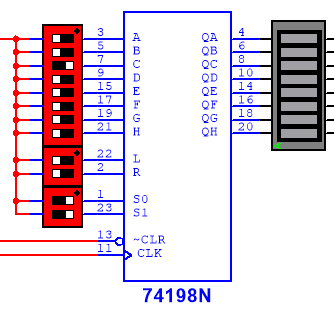 3 A QA 4
5 B QB 6
7 C QC 8
9 D QD 10
15 E QE 14
17 F QF 16
19 G QG 18
21 H QH 20
22 L
2 R
1 S0
23 S1
13 ~CLR
11 CLK
74198N